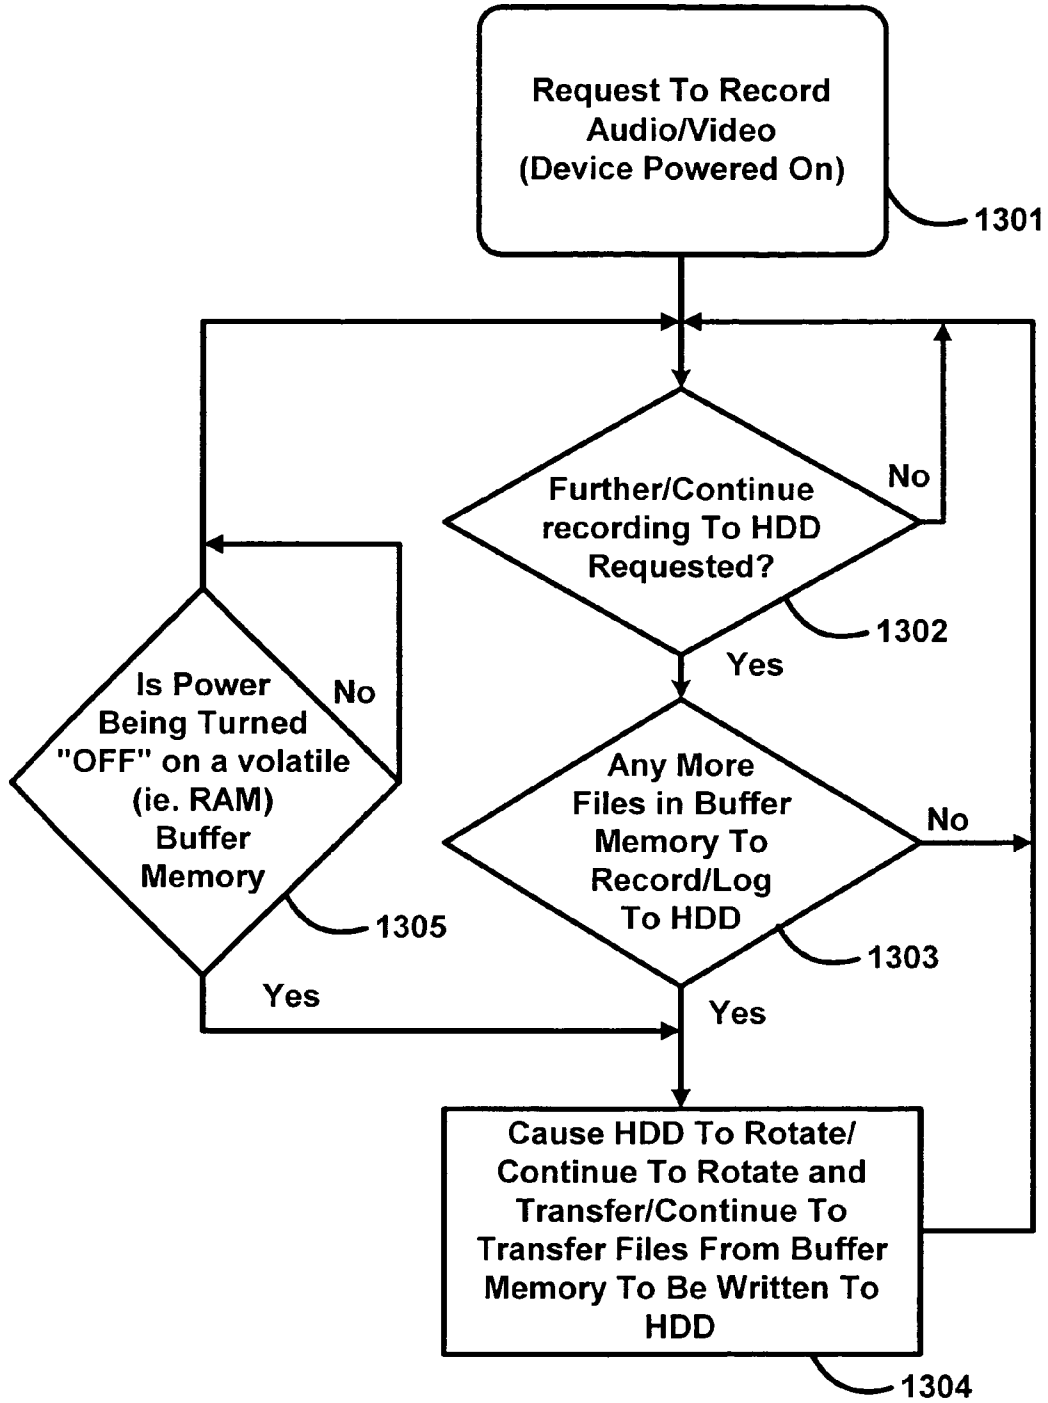 Request To Record
Audio/Video
(Device Powered On)
1301
Further/Continue
recording To HDD
Requested?
No
1302
Yes
Is Power
Being Turned
"OFF" on a volatile
(ie. RAM)
Buffer
Memory
No
1305
Yes
Any More
Files in Buffer
Memory To
Record/Log
To HDD
No
1303
Yes
Cause HDD To Rotate/
Continue To Rotate and
Transfer/Continue To
Transfer Files From Buffer
Memory To Be Written To
HDD
1304